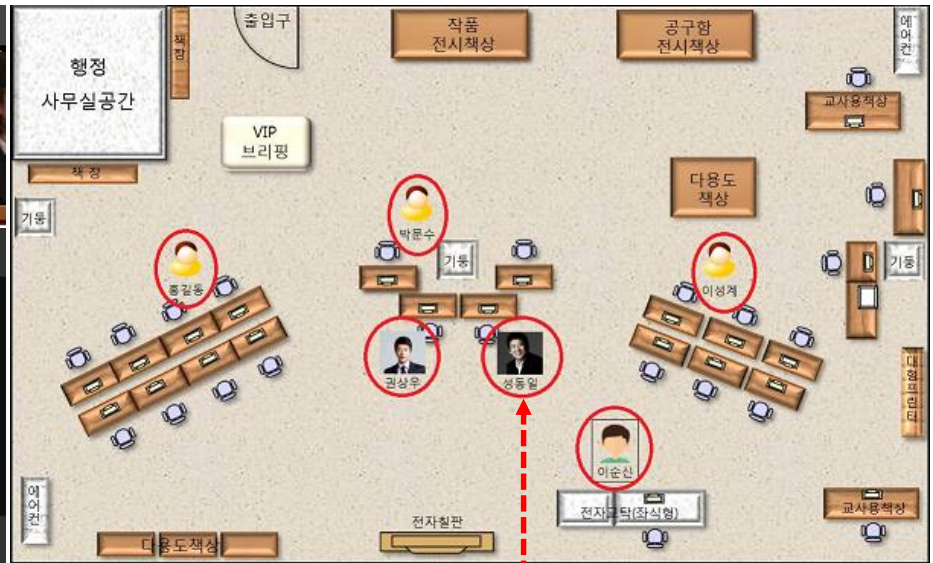 출입구
작품
전시책상
공구함
전시책상
에어컨
책장
행정
사무실공간
교사용책상
VIP
브리핑
책 장
다용도
책상
기둥
박문수
기둥
기둥
홍길동
이성계
권상우
성동일
대형프린터
이순신
에어컨
전자교탁(좌식형)
교사용책상
전자칠판
다용도책상